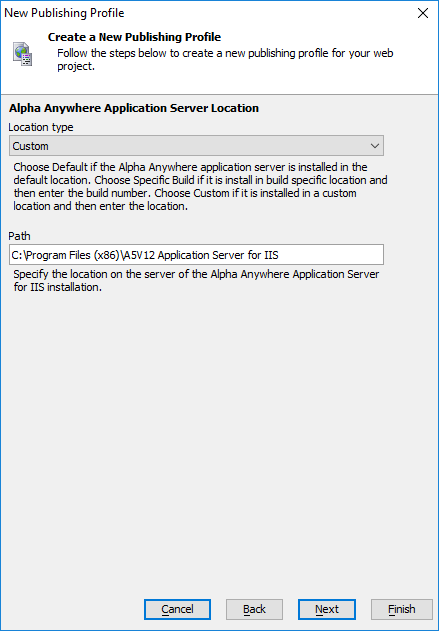 New Publishing Profile
Create a New Publishing Profile
Follow the steps below to create a new publishing profile for your web
project.
Alpha Anywhere Application Server Location
Location type
Custom
Choose Default if the Alpha Anywhere application server is installed in the
default location. Choose Specific Build if it is install in build specific location and
then enter the build number. Choose Custom if it is installed in a custom
location and then enter the location.
Path
C:\Program Files (x86)\A5V12 Application Server for IIS
Specify the location on the server of the Alpha Anywhere Application Server
for IIS installation.
Cancel Back Next Finish